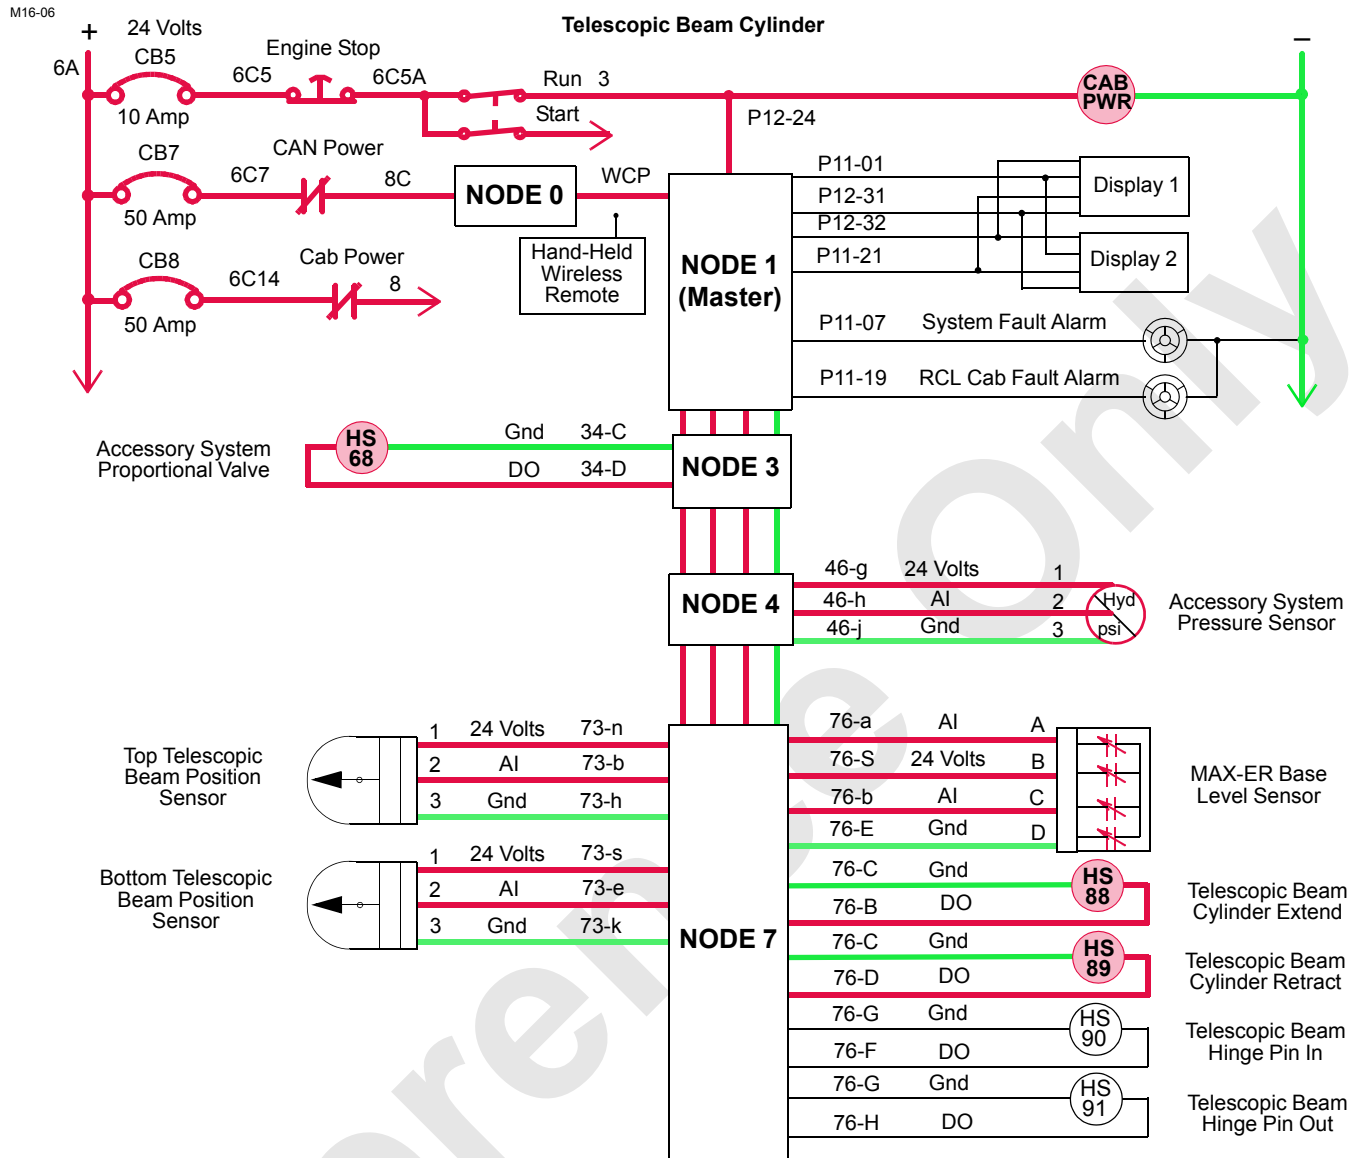 M16-06
Telescopic Beam Cylinder
+
24 Volts
–
6A
CB5
Engine Stop
6C5
6C5A
Run 3
CAB
PWR
10 Amp
Start
P12-24
CB7
CAN Power
6C7
8C
NODE 0
WCP
P11-01
Display 1
P12-31
50 Amp
P12-32
Hand-Held
Wireless
Remote
P11-21
Display 2
NODE 1
(Master)
CB8
Cab Power
6C14
8
50 Amp
P11-07 System Fault Alarm
P11-19 RCL Cab Fault Alarm
Accessory System
Proportional Valve
HS
68
Gnd 34-C
DO 34-D
NODE 3
NODE 4
46-g 24 Volts 1
46-h AI 2
46-j Gnd 3
Hyd
psi
Accessory System
Pressure Sensor
Top Telescopic
Beam Position
Sensor
1 24 Volts 73-n
2 AI 73-b
3 Gnd 73-h
76-a AI A
76-S 24 Volts B
76-b AI C
76-E Gnd D
MAX-ER Base
Level Sensor
Bottom Telescopic
Beam Position
Sensor
1 24 Volts 73-s
2 AI 73-e
3 Gnd 73-k
NODE 7
76-C Gnd
76-B DO
HS
88
Telescopic Beam
Cylinder Extend
76-C Gnd
76-D DO
HS
89
Telescopic Beam
Cylinder Retract
76-G Gnd
76-F DO
HS
90
Telescopic Beam
Hinge Pin In
76-G Gnd
76-H DO
HS
91
Telescopic Beam
Hinge Pin Out
erence Only